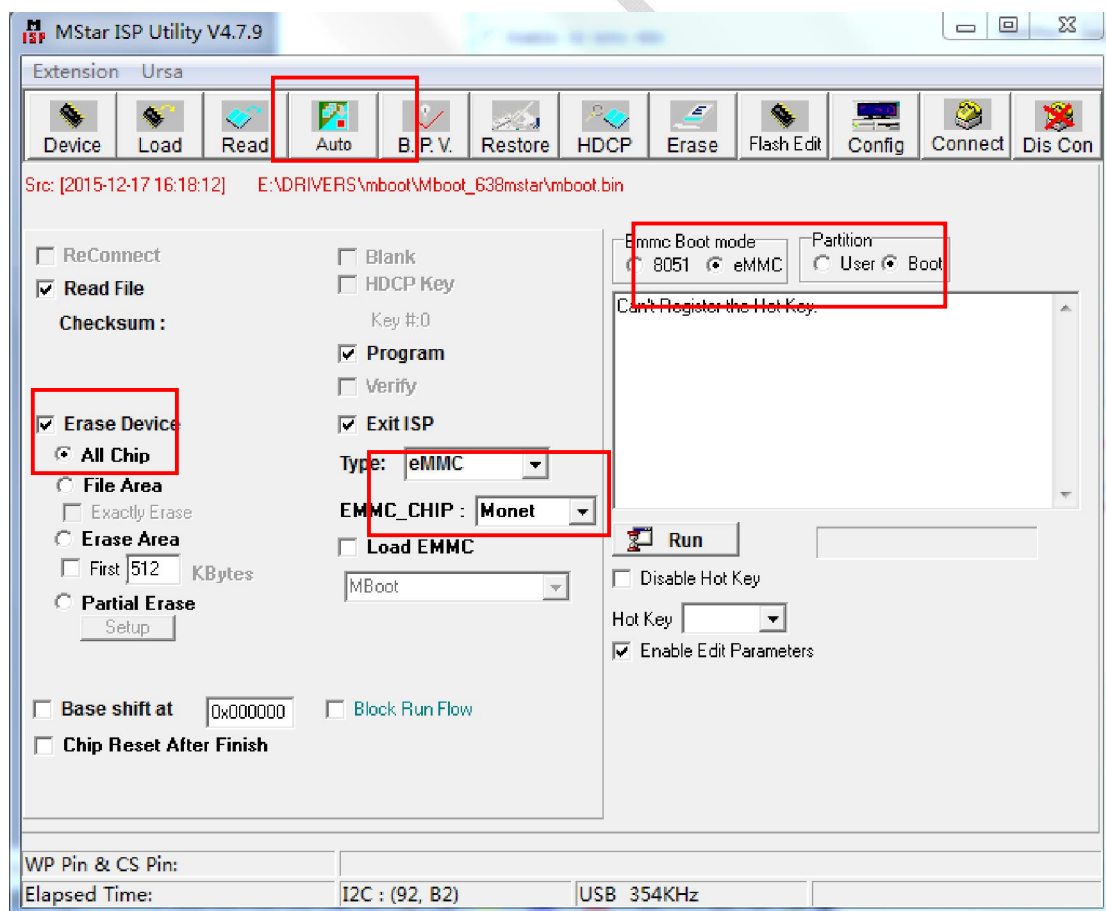 M ISP MStar ISP Utility V4.7.9
Extension Ursa
Device Load Read Auto B.P.V. Restore HDCP Erase Flash Edit Config Connect Dis Con
Src: [2015-12-17 16:18:12] E:\DRIVERS\mboot\Mboot_638mstar\mboot.bin
ReConnect
Read File
Checksum :
Erase Device
All Chip
File Area
Exactly Erase
Erase Area
First 512 KBytes
Partial Erase
Setup
Base shift at 0x000000
Chip Reset After Finish
Blank
HDCP Key
Key #:0
Program
Verify
Exit ISP
Type: eMMC
EMMC_CHIP : Monet
Load EMMC
MBoot
Block Run Flow
Emmc Boot mode
8051 eMMC
Partition
User Boot
Can't Register the Hot Key.
Run
Disable Hot Key
Hot Key
Enable Edit Parameters
WP Pin & CS Pin:
Elapsed Time: I2C : (92, B2) USB 354KHz